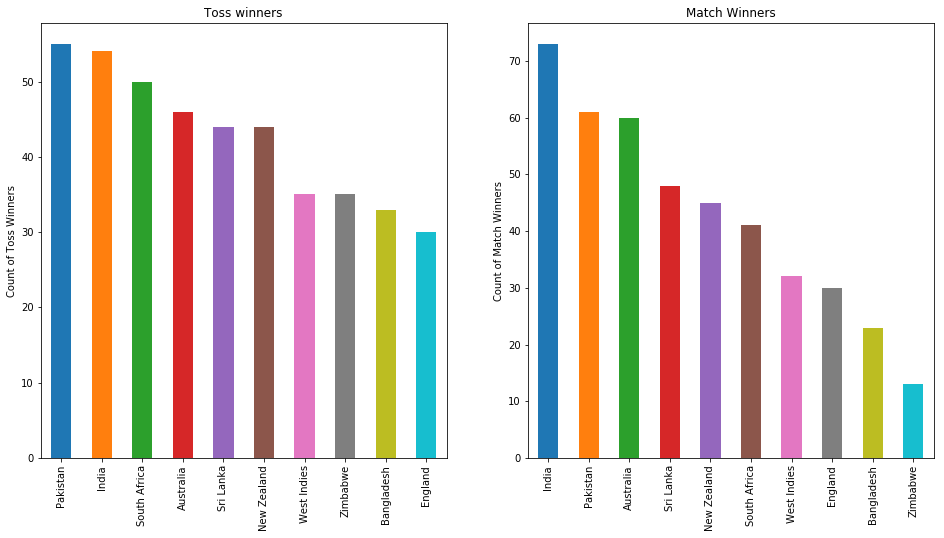 Toss winners
Count of Toss Winners
50
40
30
20
10
0
Pakistan
India
South Africa
Australia
Sri Lanka
New Zealand
West Indies
Zimbabwe
Bangladesh
England
Match Winners
Count of Match Winners
70
60
50
40
30
20
10
0
India
Pakistan
Australia
Sri Lanka
New Zealand
South Africa
West Indies
England
Bangladesh
Zimbabwe